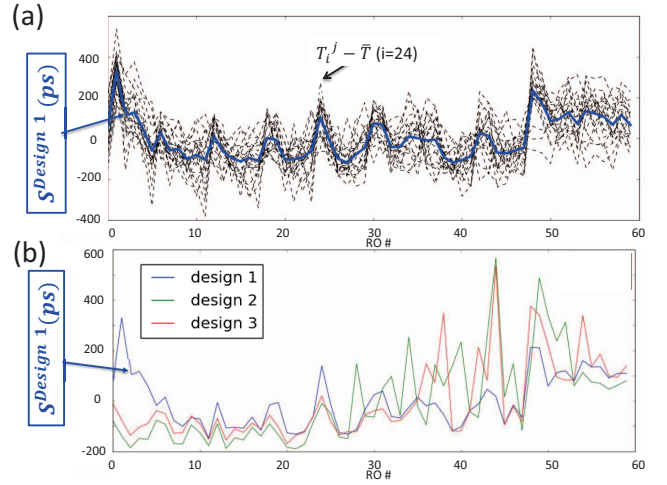 (a)
T_i^j − T̄ (i=24)
S^Design 1 (ps)
400
200
0
-200
-400
0 10 20 30 40 50 60
RO #
(b)
600
400
200
0
-200
design 1
design 2
design 3
S^Design 1 (ps)
0 10 20 30 40 50 60
RO #